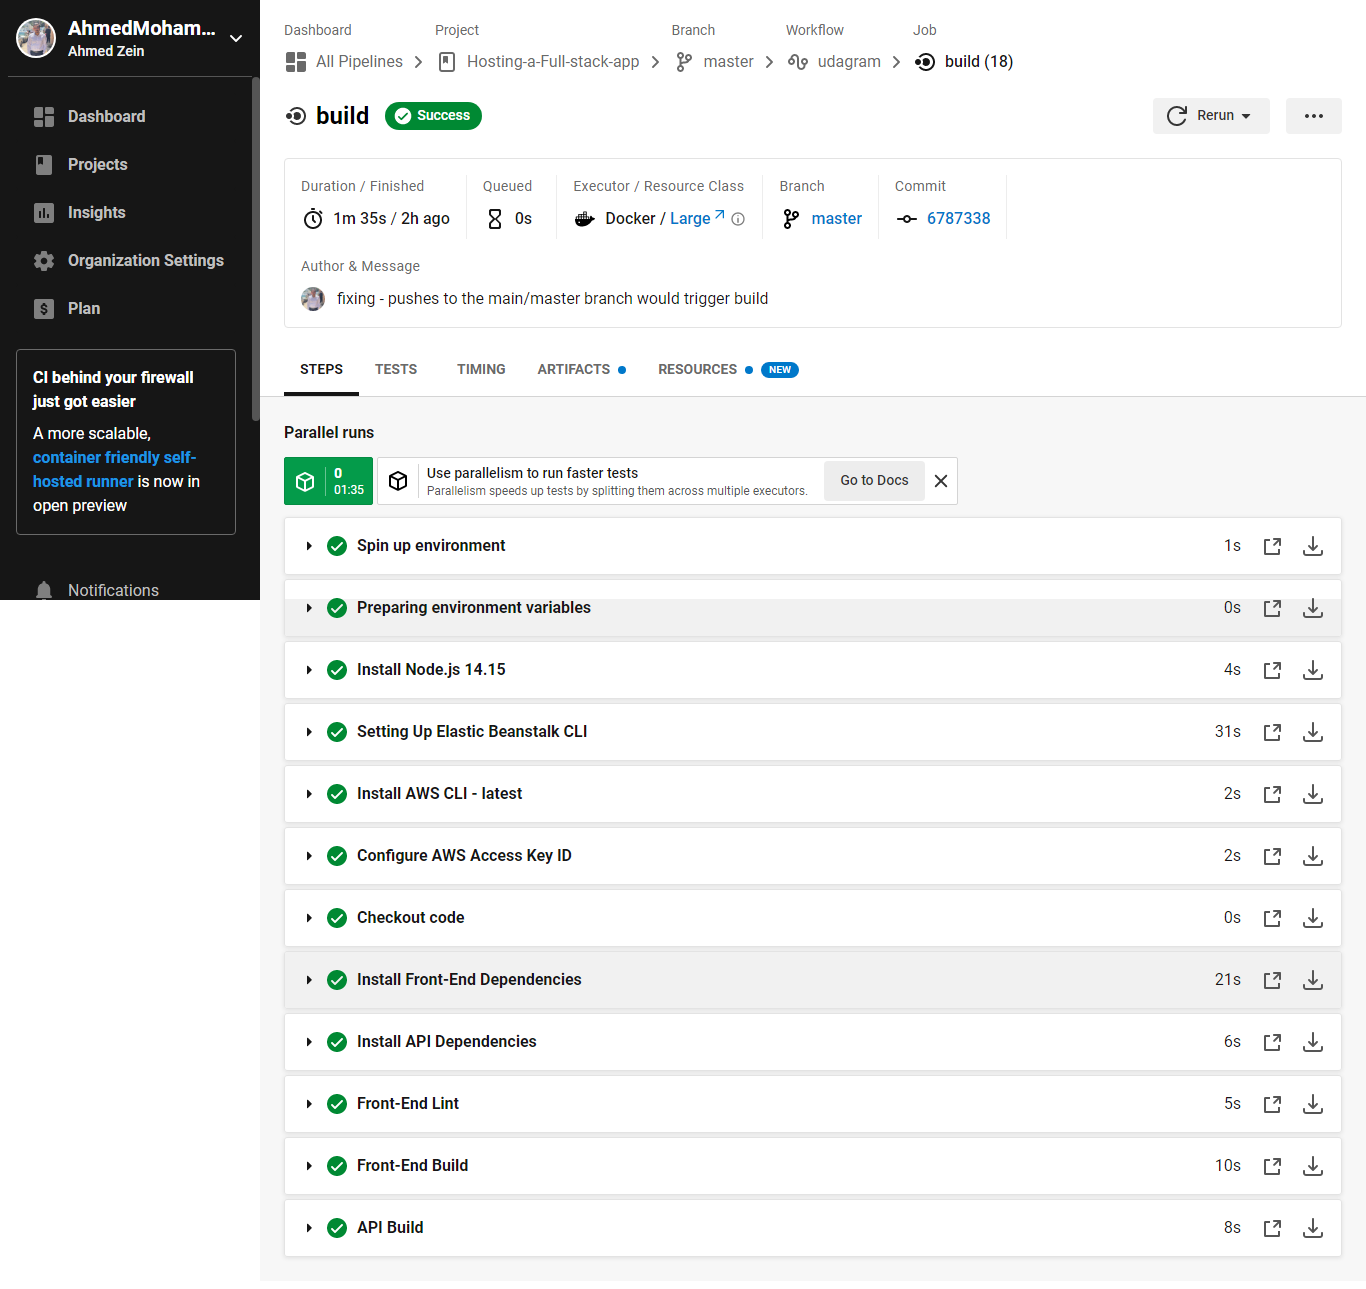 AhmedMoham...
Ahmed Zein
Dashboard
Projects
Insights
Organization Settings
Plan
CI behind your firewall
just got easier
A more scalable,
container friendly self-
hosted runner is now in
open preview
Notifications
Dashboard Project Branch Workflow Job
All Pipelines Hosting-a-Full-stack-app master udagram build (18)
build Success Rerun
Duration / Finished Queued Executor / Resource Class Branch Commit
1m 35s / 2h ago 0s Docker / Large master 6787338
Author & Message
fixing - pushes to the main/master branch would trigger build
STEPS TESTS TIMING ARTIFACTS RESOURCES NEW
Parallel runs
0
01:35
Use parallelism to run faster tests
Parallelism speeds up tests by splitting them across multiple executors.
Go to Docs
Spin up environment 1s
Preparing environment variables 0s
Install Node.js 14.15 4s
Setting Up Elastic Beanstalk CLI 31s
Install AWS CLI - latest 2s
Configure AWS Access Key ID 2s
Checkout code 0s
Install Front-End Dependencies 21s
Install API Dependencies 6s
Front-End Lint 5s
Front-End Build 10s
API Build 8s